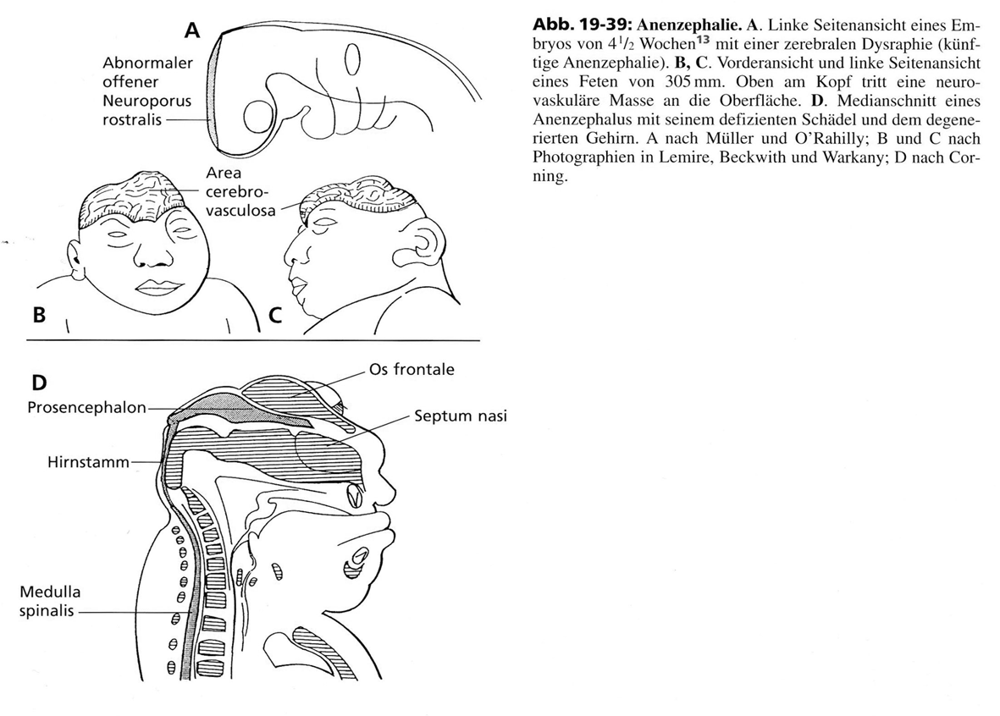 A
Abnormaler
offener
Neuroporus
rostralis
Area
cerebro-
vasculosa
B
C
D
Os frontale
Prosencephalon
Septum nasi
Hirnstamm
Medulla
spinalis
Abb. 19-39: Anenzephalie. A. Linke Seitenansicht eines Em-
bryos von 4 1/2 Wochen13 mit einer zerebralen Dysraphie (künf-
tige Anenzephalie). B, C. Vorderansicht und linke Seitenansicht
eines Feten von 305 mm. Oben am Kopf tritt eine neuro-
vaskuläre Masse an die Oberfläche. D. Medianschnitt eines
Anenzephalus mit seinem defizienten Schädel und dem degene-
rierten Gehirn. A nach Müller und O'Rahilly; B und C nach
Photographien in Lemire, Beckwith und Warkany; D nach Cor-
ning.